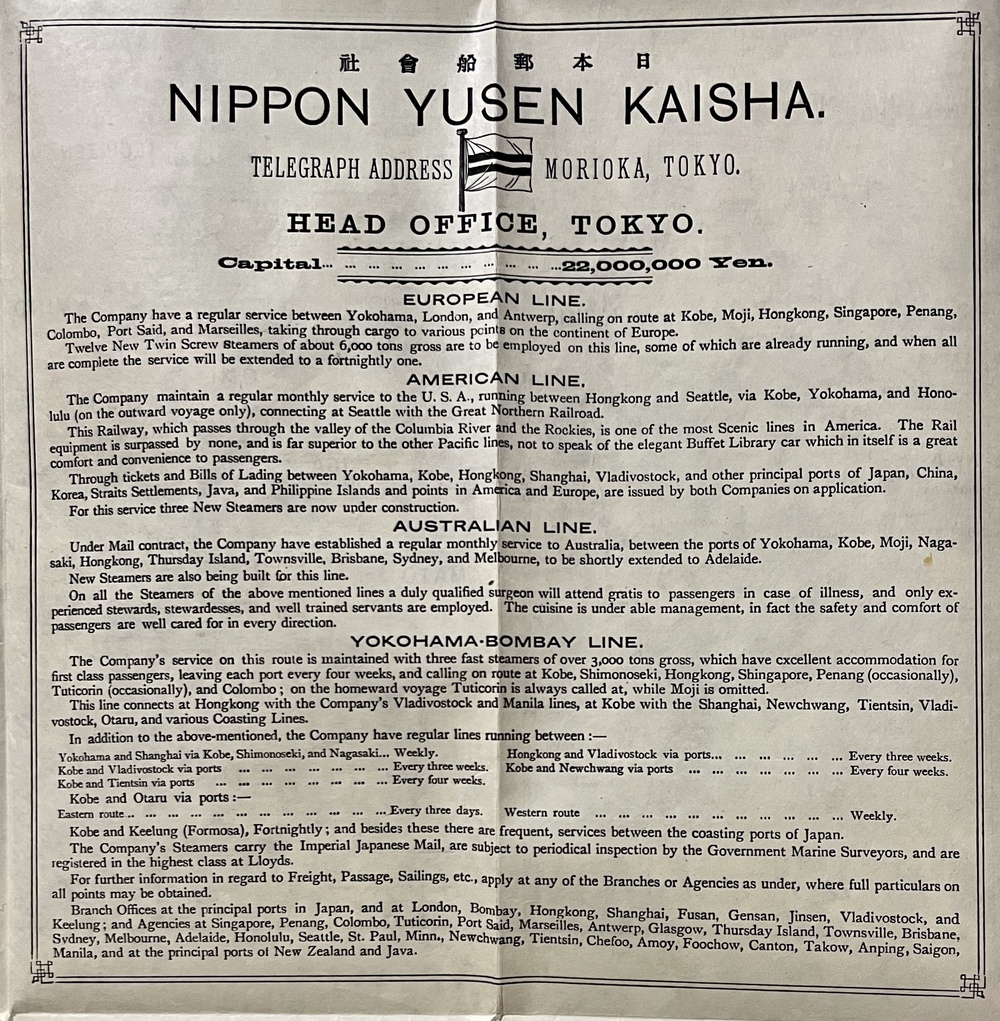 社會船郵本日
NIPPON YUSEN KAISHA.
TELEGRAPH ADDRESS MORIOKA, TOKYO.
HEAD OFFICE, TOKYO.
Capital... ... ... ... ... ... ... ... ... ...22,000,000 Yen.
EUROPEAN LINE.
The Company have a regular service between Yokohama, London, and Antwerp, calling on route at Kobe, Moji, Hongkong, Singapore, Penang,
Colombo, Port Said, and Marseilles, taking through cargo to various points on the continent of Europe.
Twelve New Twin Screw Steamers of about 6,000 tons gross are to be employed on this line, some of which are already running, and when all
are complete the service will be extended to a fortnightly one.
AMERICAN LINE.
The Company maintain a regular monthly service to the U. S. A., running between Hongkong and Seattle, via Kobe, Yokohama, and Hono-
lulu (on the outward voyage only), connecting at Seattle with the Great Northern Railroad.
This Railway, which passes through the valley of the Columbia River and the Rockies, is one of the most Scenic lines in America. The Rail
equipment is surpassed by none, and is far superior to the other Pacific lines, not to speak of the elegant Buffet Library car which in itself is a great
comfort and convenience to passengers.
Through tickets and Bills of Lading between Yokohama, Kobe, Hongkong, Shanghai, Vladivostock, and other principal ports of Japan, China,
Korea, Straits Settlements, Java, and Philippine Islands and points in America and Europe, are issued by both Companies on application.
For this service three New Steamers are now under construction.
AUSTRALIAN LINE.
Under Mail contract, the Company have established a regular monthly service to Australia, between the ports of Yokohama, Kobe, Moji, Naga-
saki, Hongkong, Thursday Island, Townsville, Brisbane, Sydney, and Melbourne, to be shortly extended to Adelaide.
New Steamers are also being built for this line.
On all the Steamers of the above mentioned lines a duly qualified surgeon will attend gratis to passengers in case of illness, and only ex-
perienced stewards, stewardesses, and well trained servants are employed. The cuisine is under able management, in fact the safety and comfort of
passengers are well cared for in every direction.
YOKOHAMA-BOMBAY LINE.
The Company's service on this route is maintained with three fast steamers of over 3,000 tons gross, which have excellent accommodation for
first class passengers, leaving each port every four weeks, and calling on route at Kobe, Shimonoseki, Hongkong, Shingapore, Penang (occasionally),
Tuticorin (occasionally), and Colombo; on the homeward voyage Tuticorin is always called at, while Moji is omitted.
This line connects at Hongkong with the Company's Vladivostock and Manila lines, at Kobe with the Shanghai, Newchwang, Tientsin, Vladi-
vostock, Otaru, and various Coasting Lines.
In addition to the above-mentioned, the Company have regular lines running between :—
Yokohama and Shanghai via Kobe, Shimonoseki, and Nagasaki... Weekly. Hongkong and Vladivostock via ports... ... ... ... ... ... Every three weeks.
Kobe and Vladivostock via ports ... ... ... ... ... ... ... Every three weeks. Kobe and Newchwang via ports ... ... ... ... ... ... ... Every four weeks.
Kobe and Tientsin via ports ... ... ... ... ... ... ... ... Every four weeks.
Kobe and Otaru via ports :—
Eastern route... ... ... ... ... ... ... ... ... ... ... ...Every three days. Western route ... ... ... ... ... ... ... ... ... ... ... Weekly.
Kobe and Keelung (Formosa), Fortnightly; and besides these there are frequent, services between the coasting ports of Japan.
The Company's Steamers carry the Imperial Japanese Mail, are subject to periodical inspection by the Government Marine Surveyors, and are
registered in the highest class at Lloyds.
For further information in regard to Freight, Passage, Sailings, etc., apply at any of the Branches or Agencies as under, where full particulars on
all points may be obtained.
Branch Offices at the principal ports in Japan, and at London, Bombay, Hongkong, Shanghai, Fusan, Gensan, Jinsen, Vladivostock, and
Keelung; and Agencies at Singapore, Penang, Colombo, Tuticorin, Port Said, Marseilles, Antwerp, Glasgow, Thursday Island, Townsville, Brisbane,
Sydney, Melbourne, Adelaide, Honolulu, Seattle, St. Paul, Minn., Newchwang, Tientsin, Chefoo, Amoy, Foochow, Canton, Takow, Anping, Saigon,
Manila, and at the principal ports of New Zealand and Java.